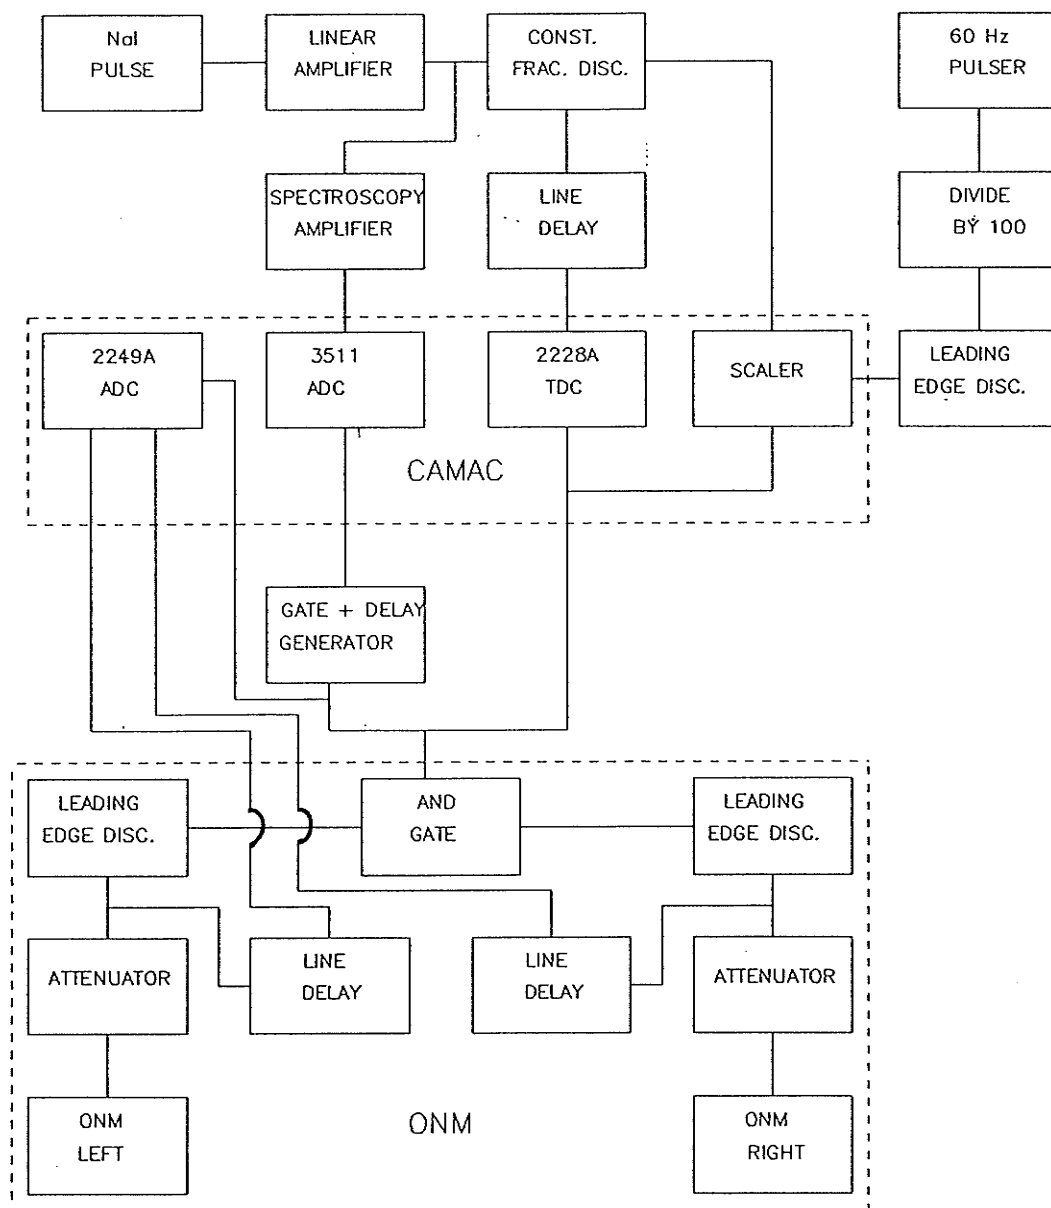 NaI
PULSE
LINEAR
AMPLIFIER
CONST.
FRAC. DISC.
60 Hz
PULSER
SPECTROSCOPY
AMPLIFIER
LINE
DELAY
DIVIDE
BY 100
2249A
ADC
3511
ADC
2228A
TDC
SCALER
LEADING
EDGE DISC.
CAMAC
GATE + DELAY
GENERATOR
LEADING
EDGE DISC.
AND
GATE
LEADING
EDGE DISC.
ATTENUATOR
LINE
DELAY
LINE
DELAY
ATTENUATOR
ONM
LEFT
ONM
ONM
RIGHT